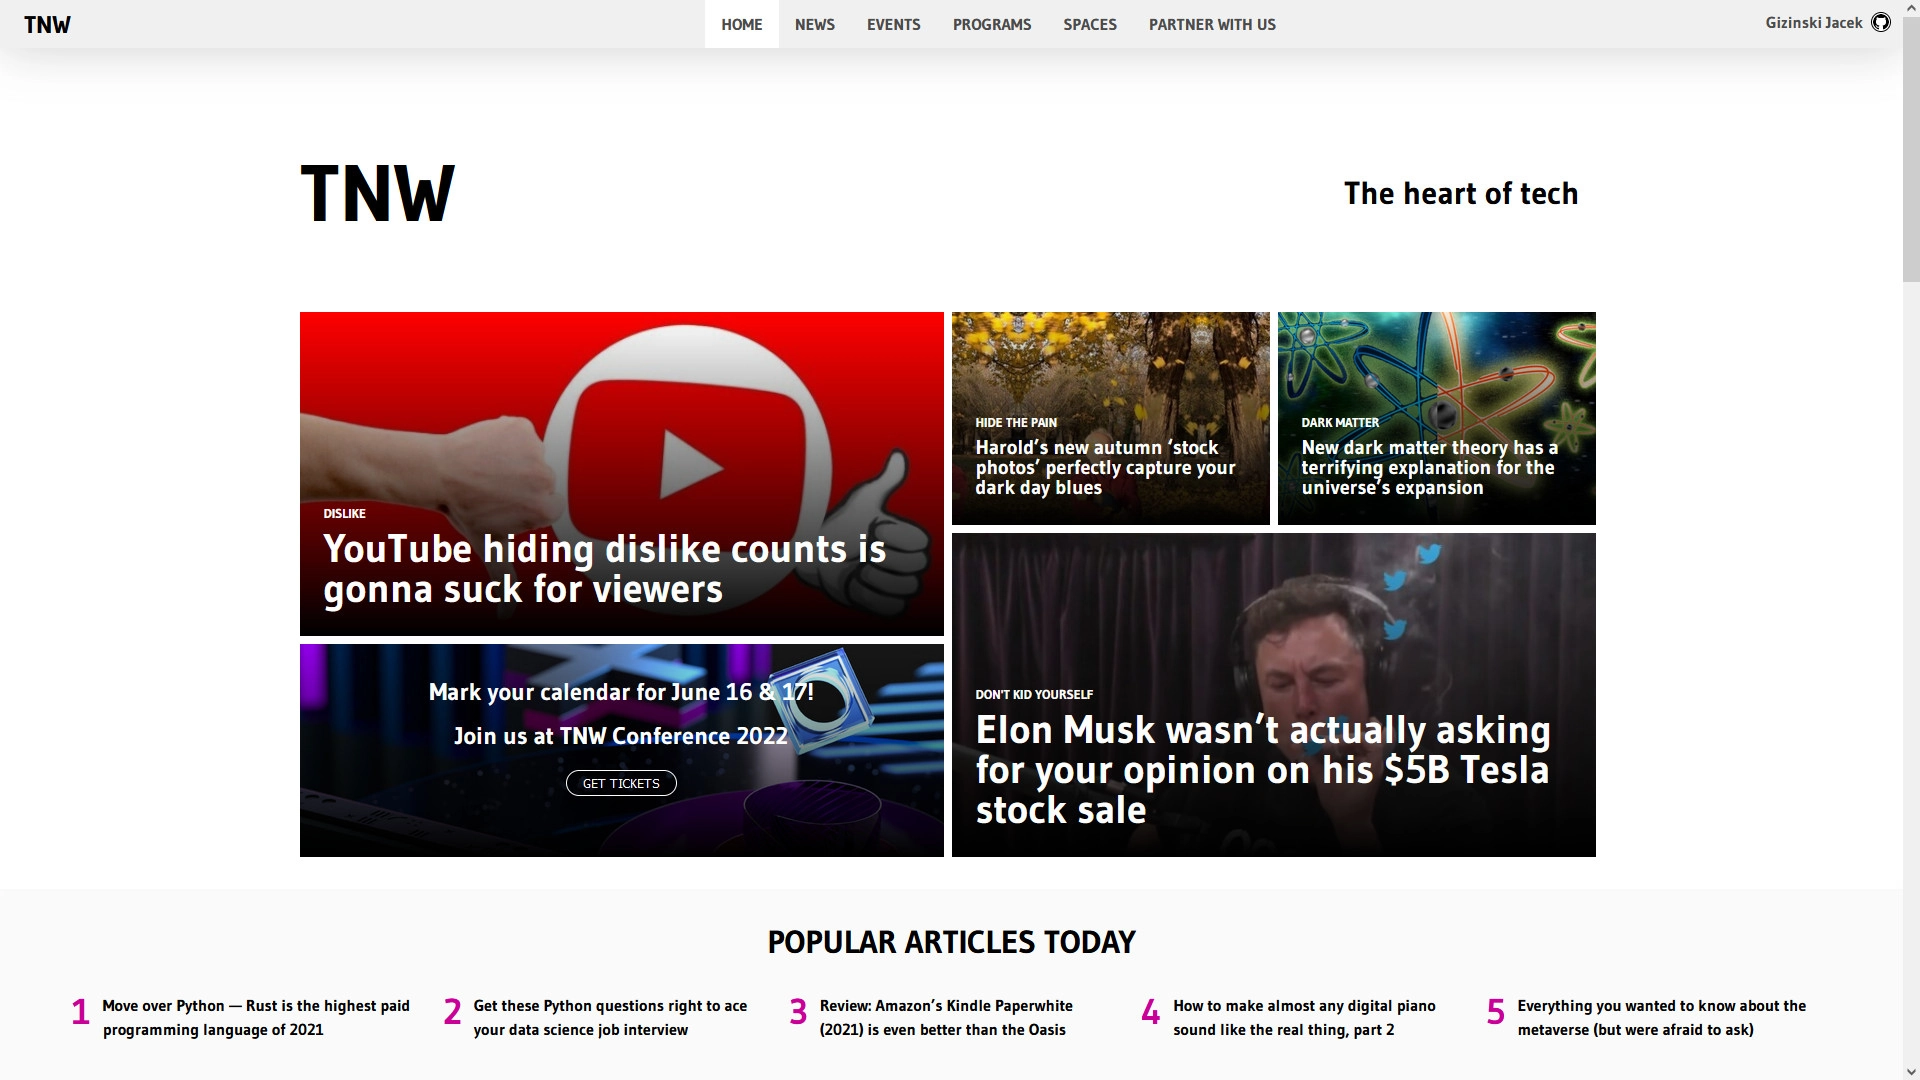 TNW
HOME NEWS EVENTS PROGRAMS SPACES PARTNER WITH US
Gizinski Jacek
TNW
The heart of tech
DISLIKE
YouTube hiding dislike counts is
gonna suck for viewers
HIDE THE PAIN
Harold’s new autumn ‘stock
photos’ perfectly capture your
dark day blues
DARK MATTER
New dark matter theory has a
terrifying explanation for the
universe’s expansion
Mark your calendar for June 16 & 17!
Join us at TNW Conference 2022
GET TICKETS
DON'T KID YOURSELF
Elon Musk wasn’t actually asking
for your opinion on his $5B Tesla
stock sale
POPULAR ARTICLES TODAY
1 Move over Python — Rust is the highest paid
programming language of 2021
2 Get these Python questions right to ace
your data science job interview
3 Review: Amazon’s Kindle Paperwhite
(2021) is even better than the Oasis
4 How to make almost any digital piano
sound like the real thing, part 2
5 Everything you wanted to know about the
metaverse (but were afraid to ask)